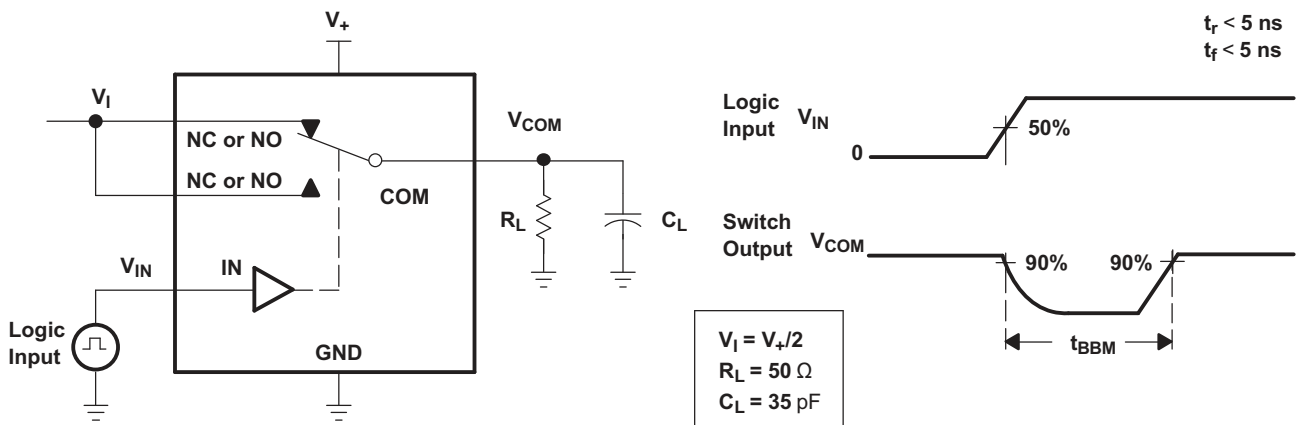 V+
VI
NC or NO
NC or NO
VCOM
COM
RL
CL
VIN
IN
Logic
Input
GND
tr < 5 ns
tf < 5 ns
Logic
Input
VIN
50%
0
Switch
Output
VCOM
90%
90%
tBBM
VI = V+/2
RL = 50 Ω
CL = 35 pF